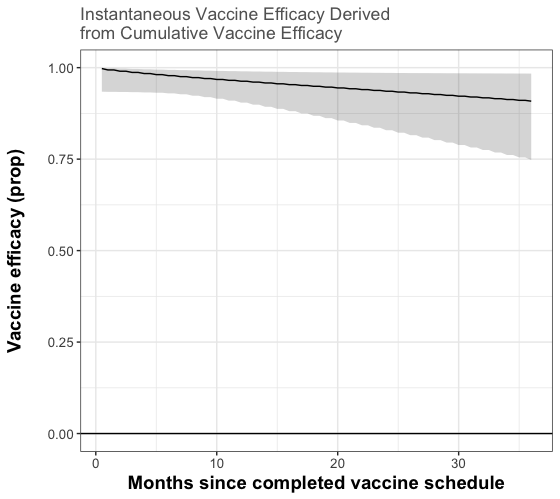 Instantaneous Vaccine Efficacy Derived
from Cumulative Vaccine Efficacy
Vaccine efficacy (prop)
1.00
0.75
0.50
0.25
0.00
0 10 20 30
Months since completed vaccine schedule